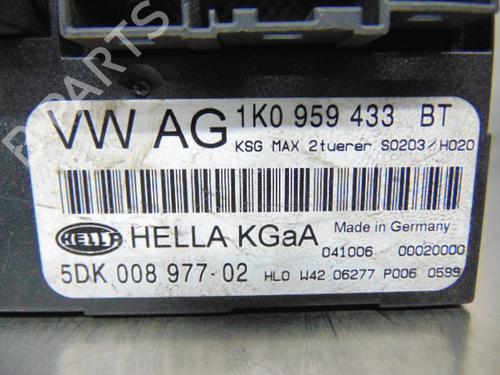 B-PARTS
VW AG 1K0 959 433 BT
KSG MAX 2tuerer S0203/H020
HELLA HELLA KGaA Made in Germany
041006 00020000
5DK 008 977-02 HLO W42 06277 P006 0599